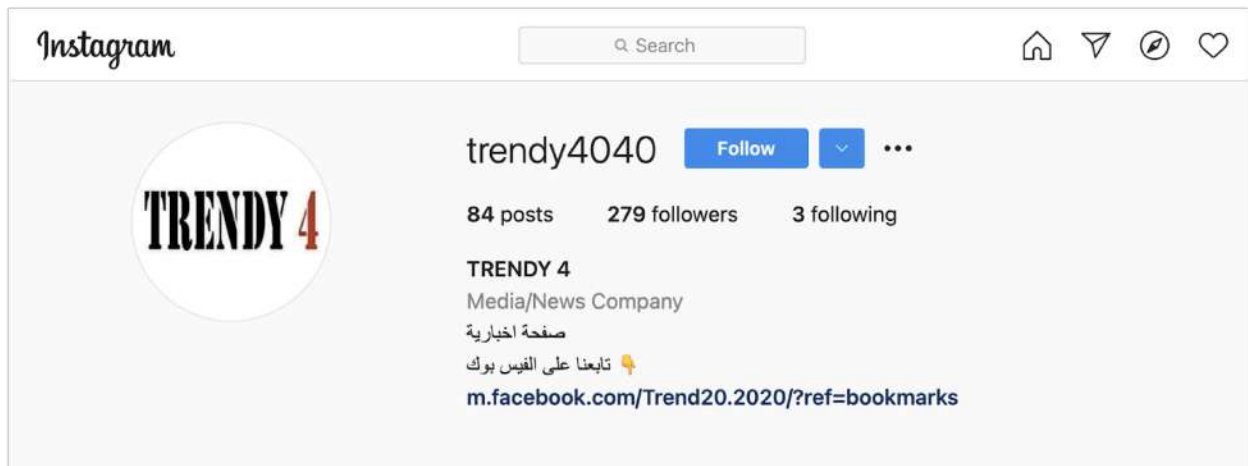 Instagram
Search
TRENDY 4
trendy4040
Follow
84 posts 279 followers 3 following
TRENDY 4
Media/News Company
صفحة اخبارية
👇 تابعنا على الفيس بوك
m.facebook.com/Trend20.2020/?ref=bookmarks